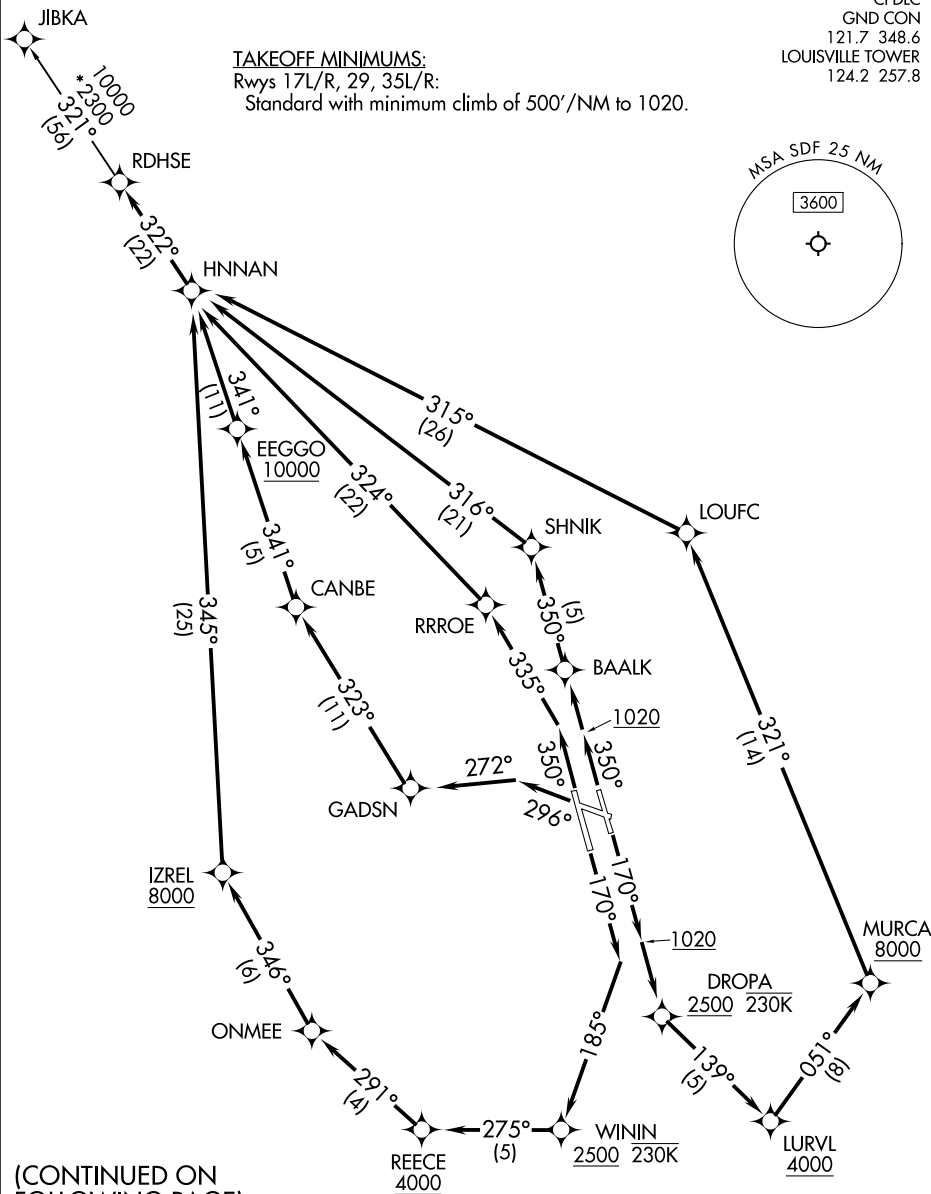 CPDLC
GND CON
121.7 348.6
LOUISVILLE TOWER
124.2 257.8
JIBKA
TAKEOFF MINIMUMS:
Rwys 17L/R, 29, 35L/R:
Standard with minimum climb of 500'/NM to 1020.
10000
*2300
321°
(56)
RDHSE
MSA SDF 25 NM
3600
322°
(22)
HNNAN
341°
(11)
315°
(26)
EEGGO
10000
324°
(22)
316°
(21)
SHNIK
LOUFC
341°
(5)
CANBE
RRROE
350°
(5)
BAALK
345°
(25)
335°
323°
(11)
1020
321°
(14)
350°
350°
272°
296°
GADSN
IZREL
8000
170°
170°
1020
MURCA
8000
346°
(6)
DROPA
2500 230K
ONMEE
185°
139°
(5)
051°
(8)
291°
(4)
275°
(5)
WININ
2500 230K
REECE
4000
LURVL
4000
(CONTINUED ON
FOLLOWING PAGE)